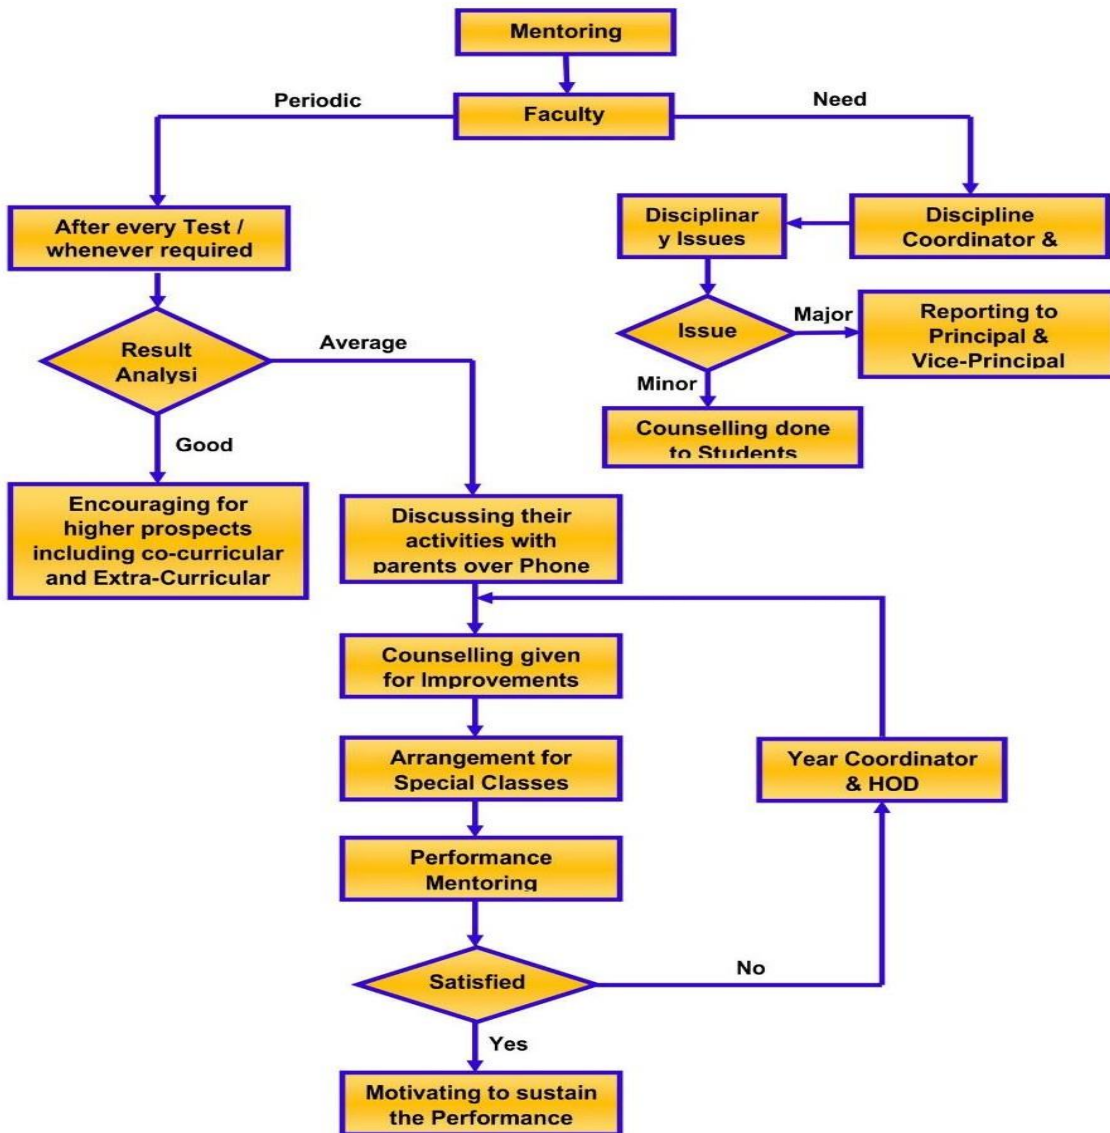 Mentoring
Periodic
Faculty
Need
After every Test /
whenever required
Disciplinar
y Issues
Discipline
Coordinator &
Result
Analysi
Average
Good
Issue
Major
Reporting to
Principal &
Vice-Principal
Minor
Counselling done
to Students
Encouraging for
higher prospects
including co-curricular
and Extra-Curricular
Discussing their
activities with
parents over Phone
Counselling given
for Improvements
Arrangement for
Special Classes
Year Coordinator
& HOD
Performance
Mentoring
Satisfied
No
Yes
Motivating to sustain
the Performance